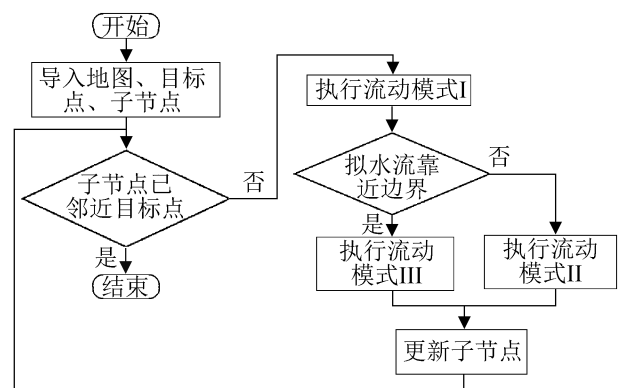 开始
导入地图、目标
点、子节点
子节点已
邻近目标点
否
是
结束
执行流动模式I
拟水流靠
近边界
否
是
执行流动
模式III
执行流动
模式II
更新子节点